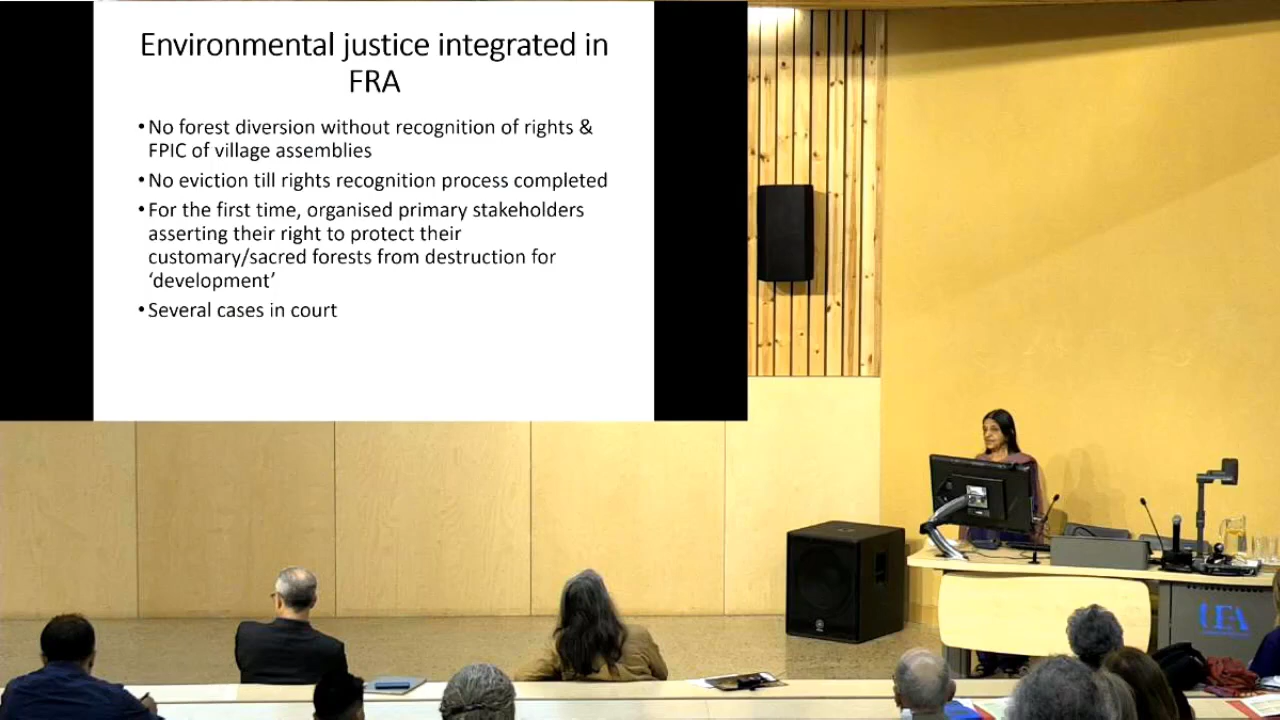 Environmental justice integrated in
FRA
•No forest diversion without recognition of rights &
FPIC of village assemblies
•No eviction till rights recognition process completed
•For the first time, organised primary stakeholders
asserting their right to protect their
customary/sacred forests from destruction for
‘development’
•Several cases in court
UEA